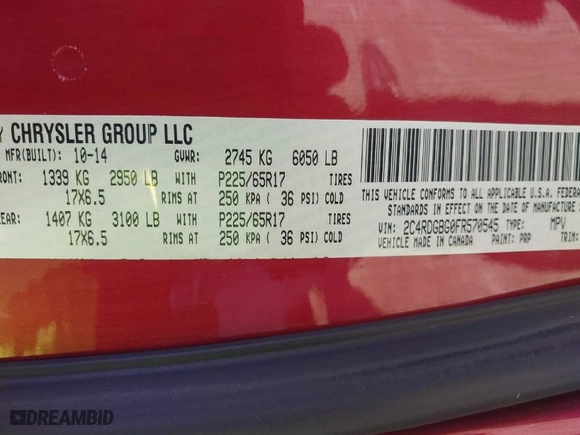 CHRYSLER GROUP LLC
MFR(BUILT): 10-14 GVWR: 2745 KG 6050 LB
RONT: 1339 KG 2950 LB WITH P225/65R17 TIRES
17X6.5 RIMS AT 250 KPA ( 36 PSI) COLD
EAR: 1407 KG 3100 LB WITH P225/65R17 TIRES
17X6.5 RIMS AT 250 KPA ( 36 PSI) COLD
THIS VEHICLE CONFORMS TO ALL APPLICABLE U.S.A. FEDERA
STANDARDS IN EFFECT ON THE DATE OF MANUFACTURE
VIN: 2C4RDGBG0FR570545 TYPE: MPV
VEHICLE MADE IN CANADA PAINT: PRP TRIM:
DREAMBID